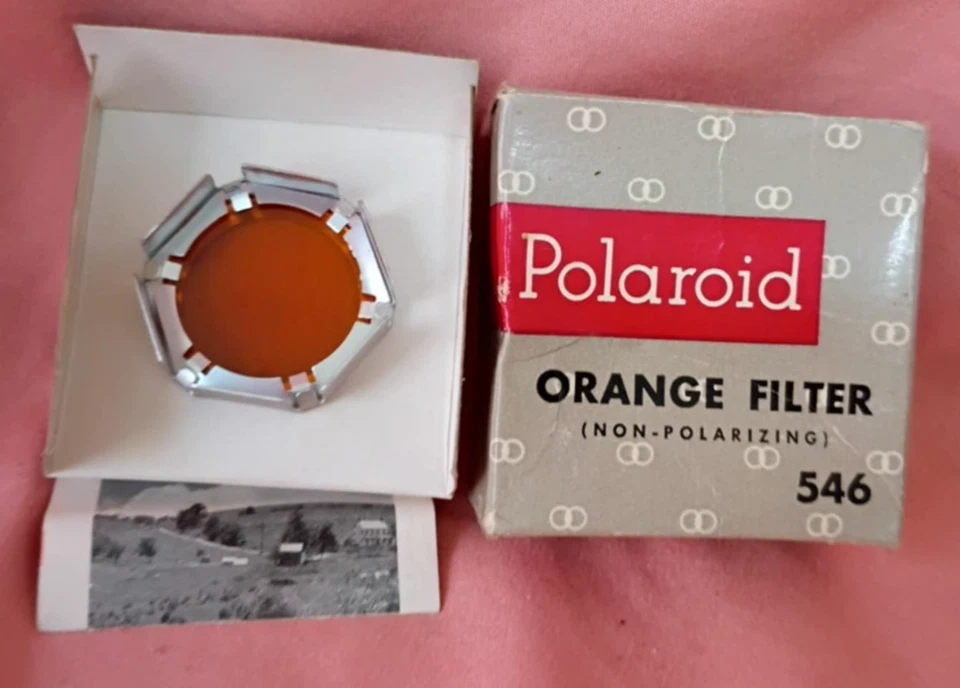 Polaroid
ORANGE FILTER
(NON-POLARIZING)
546